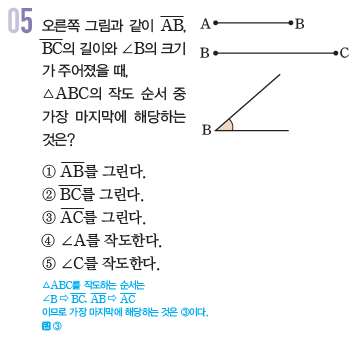 05 오른쪽 그림과 같이 AB,
BC의 길이와 ∠B의 크기
가 주어졌을 때,
△ABC의 작도 순서 중
가장 마지막에 해당하는
것은?
A B
B C
B
① AB를 그린다.
② BC를 그린다.
③ AC를 그린다.
④ ∠A를 작도한다.
⑤ ∠C를 작도한다.
△ABC를 작도하는 순서는
∠B ⇨ BC, AB ⇨ AC
이므로 가장 마지막에 해당하는 것은 ③이다.
답 ③